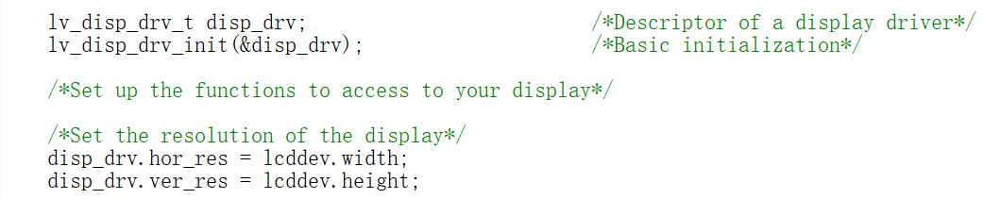 lv_disp_drv_t disp_drv; /*Descriptor of a display driver*/
lv_disp_drv_init(&disp_drv); /*Basic initialization*/
/*Set up the functions to access to your display*/
/*Set the resolution of the display*/
disp_drv.hor_res = lcddev.width;
disp_drv.ver_res = lcddev.height;